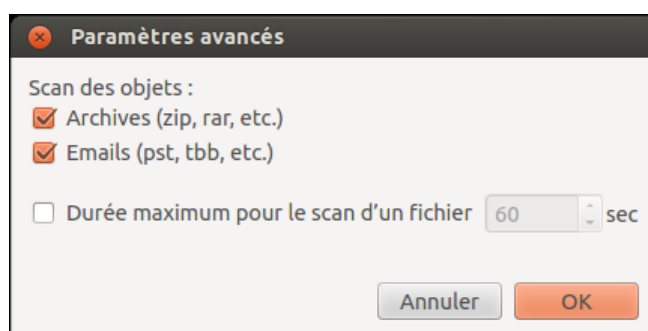 Paramètres avancés
Scan des objets :
Archives (zip, rar, etc.)
Emails (pst, tbb, etc.)
Durée maximum pour le scan d'un fichier 60 sec
Annuler OK